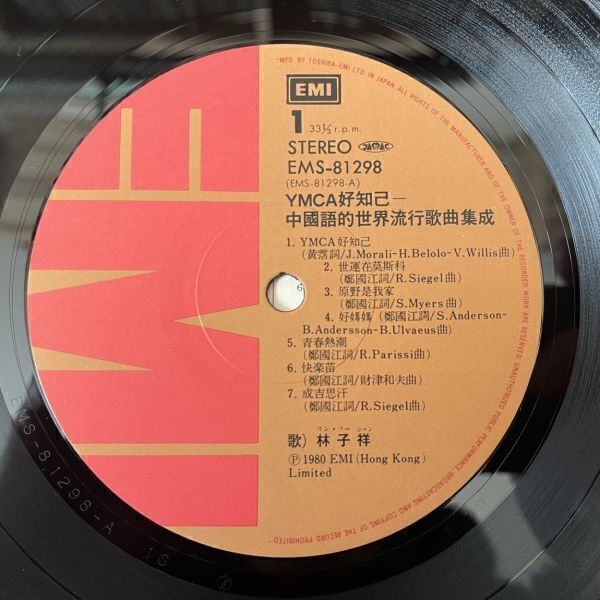 "MFD. BY TOSHIBA-EMI LTD. IN JAPAN. ALL RIGHTS OF THE MANUFACTURER AND OF THE OWNER OF THE RECORDED WORK ARE RESERVED. UNAUTHORIZED PUBLIC PERFORMANCE, BROADCASTING AND COPYING OF THE RECORD PROHIBITED"
EMI
EMI
1 33⅓ r.p.m.
STEREO
EMS-81298
(EMS-81298-A)
YMCA好知己—
中國語的世界流行歌曲集成
1. YMCA好知己
(黃霑詞/J.Morali-H.Belolo-V.Willis曲)
2. 世運在莫斯科
(鄭國江詞/R.Siegel曲)
3. 原野是我家
(鄭國江詞/S.Myers曲)
4. 好媽媽 (鄭國江詞/S.Anderson-
B.Andersson-B.Ulvaeus曲)
5. 青春熱潮
(鄭國江詞/R.Parissi曲)
6. 快楽苗
(鄭國江詞/財津和夫曲)
7. 成吉思汗
(鄭國江詞/R.Siegel曲)
リン・ツー シーン
歌) 林子祥
Ⓟ 1980 EMI (Hong Kong)
Limited
6
EMS-81298-A 1S